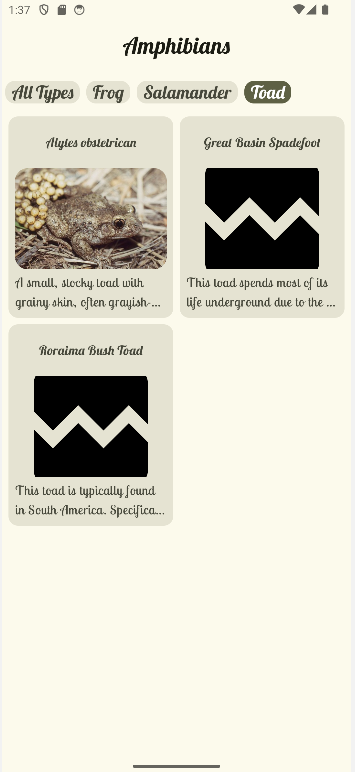 1:37
Amphibians
All Types Frog Salamander Toad
Alytes obstetrican
A small, stocky toad with
grainy skin, often grayish-...
Great Basin Spadefoot
This toad spends most of its
life underground due to the ...
Roraima Bush Toad
This toad is typically found
in South America. Specifica...